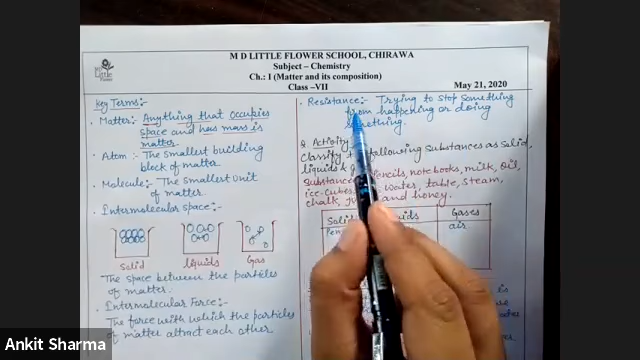 M D Little Flower
M D LITTLE FLOWER SCHOOL, CHIRAWA
Subject – Chemistry
Ch.: I (Matter and its composition)
Class –VII
May 21, 2020
Key Terms:-
• Matter: Anything that occupies
space and has mass is
matter.
• Atom:- The smallest building
block of matter
• Molecule:- The smallest unit
of matter.
• Intermolecular space:-
Solid
liquids
Gas
The space between the particles
of matter.
• Intermolecular Force:-
The force with which the particles
of matter attract each other
• Resistance:- Trying to stop something
from happening or doing
something.
Q. Activity
Classify following Substances as Solid,
liquids &
Substances pencils, notebooks, milk, Oil,
ice-cubes, water, table, steam,
chalk, and honey.
Gases
air
Ankit Sharma